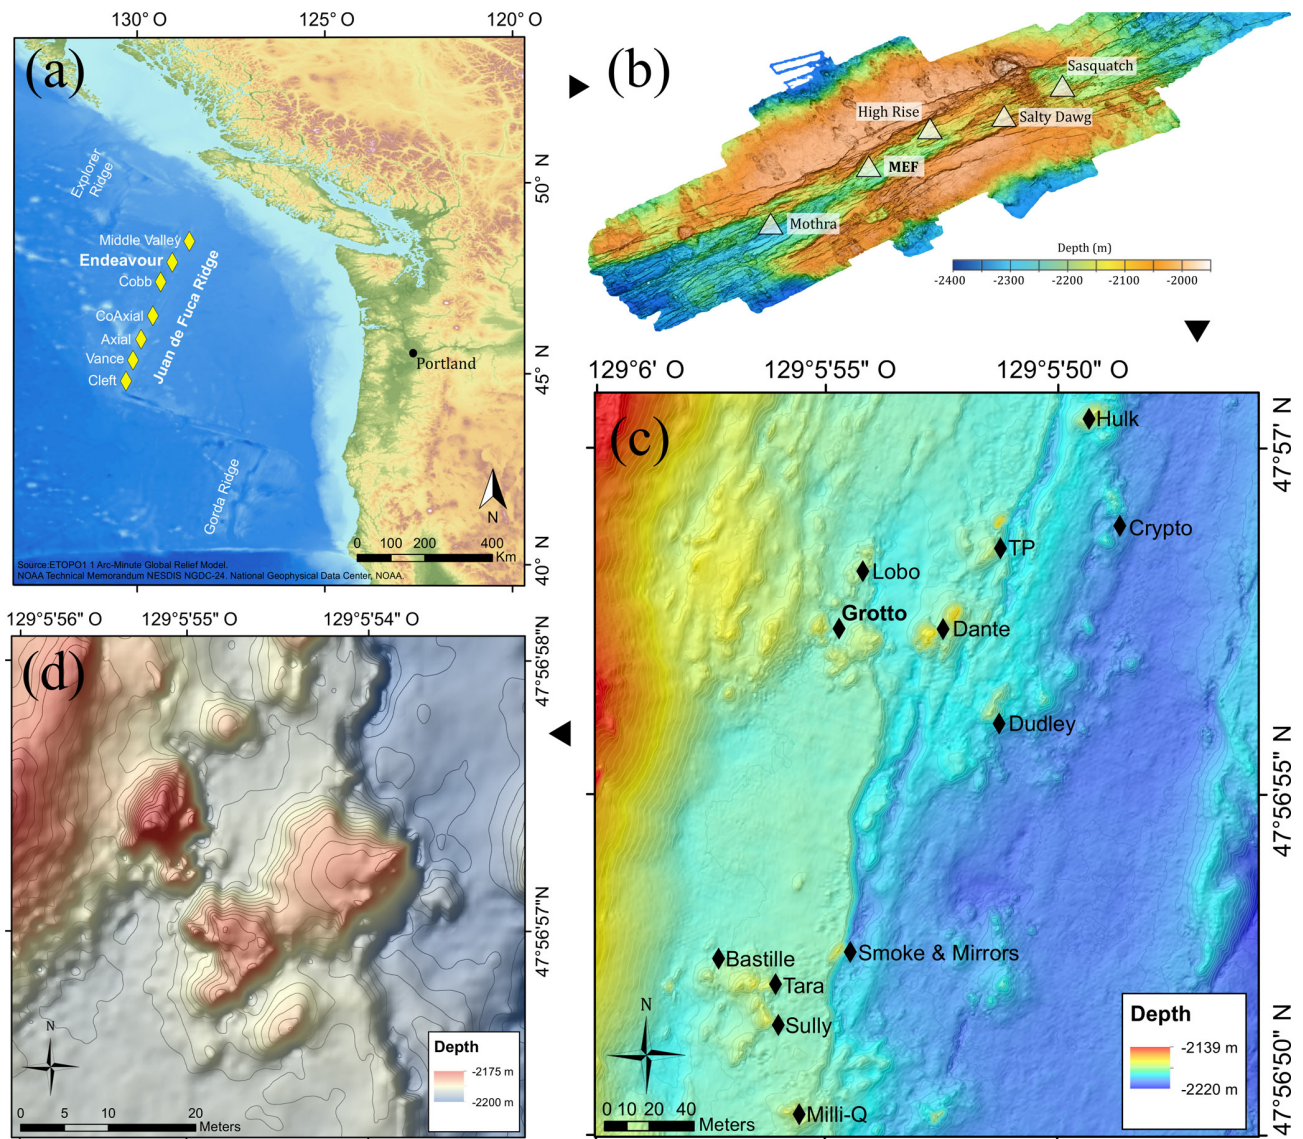 130° O
125° O
120° O
(a)
Explorer
Ridge
50° N
Middle Valley
Endeavour
Cobb
CoAxial
Axial
Vance
Cleft
Juan de Fuca Ridge
Portland
45° N
Gorda Ridge
N
0 100 200 300 400
Km
40° N
Source:ETOPO1 1 Arc-Minute Global Relief Model.
NOAA Technical Memorandum NESDIS NGDC-24. National Geophysical Data Center, NOAA.
(b)
Sasquatch
High Rise
Salty Dawg
MEF
Mothra
Depth (m)
-2400 -2300 -2200 -2100 -2000
129°6' O
129°5'55" O
129°5'50" O
(c)
Hulk
47°57' N
Crypto
TP
Lobo
Grotto
Dante
Dudley
47°56'55" N
Bastille
Smoke & Mirrors
Tara
Sully
N
Depth
-2139 m
-2220 m
47°56'50" N
0 10 20 40
Meters
Milli-Q
129°5'56" O
129°5'55" O
129°5'54" O
(d)
47°56'58"N
47°56'57"N
N
Depth
-2175 m
-2200 m
0 5 10 20
Meters